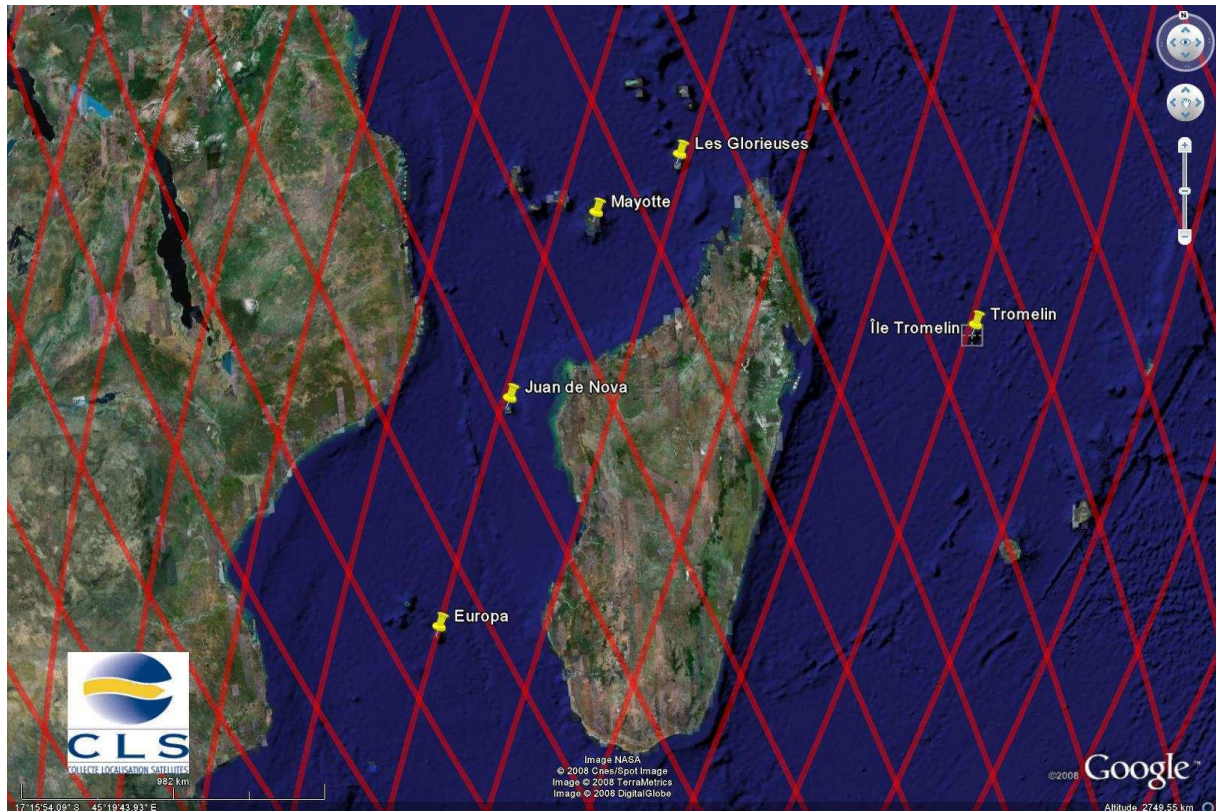 N
Les Glorieuses
Mayotte
Île Tromelin
Tromelin
Juan de Nova
Europa
CLS
COLLECTE LOCALISATION SATELLITES
982 km
Image NASA
© 2008 Cnes/Spot Image
Image © 2008 TerraMetrics
Image © 2008 DigitalGlobe
©2008 Google™
17°15'54.09" S 45°19'43.93" E
Altitude 2749.55 km